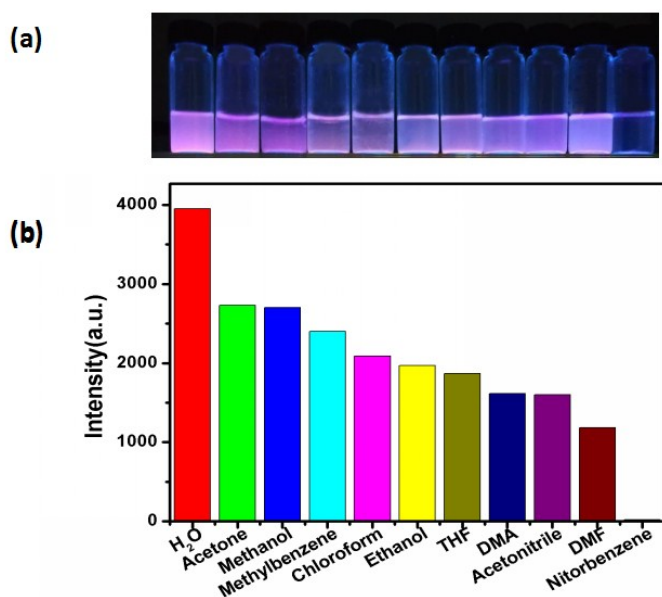 (a)
(b)
4000
3000
2000
1000
0
Intensity(a.u.)
H₂O
Acetone
Methanol
Methylbenzene
Chloroform
Ethanol
THF
DMA
Acetonitrile
DMF
Nitorbenzene